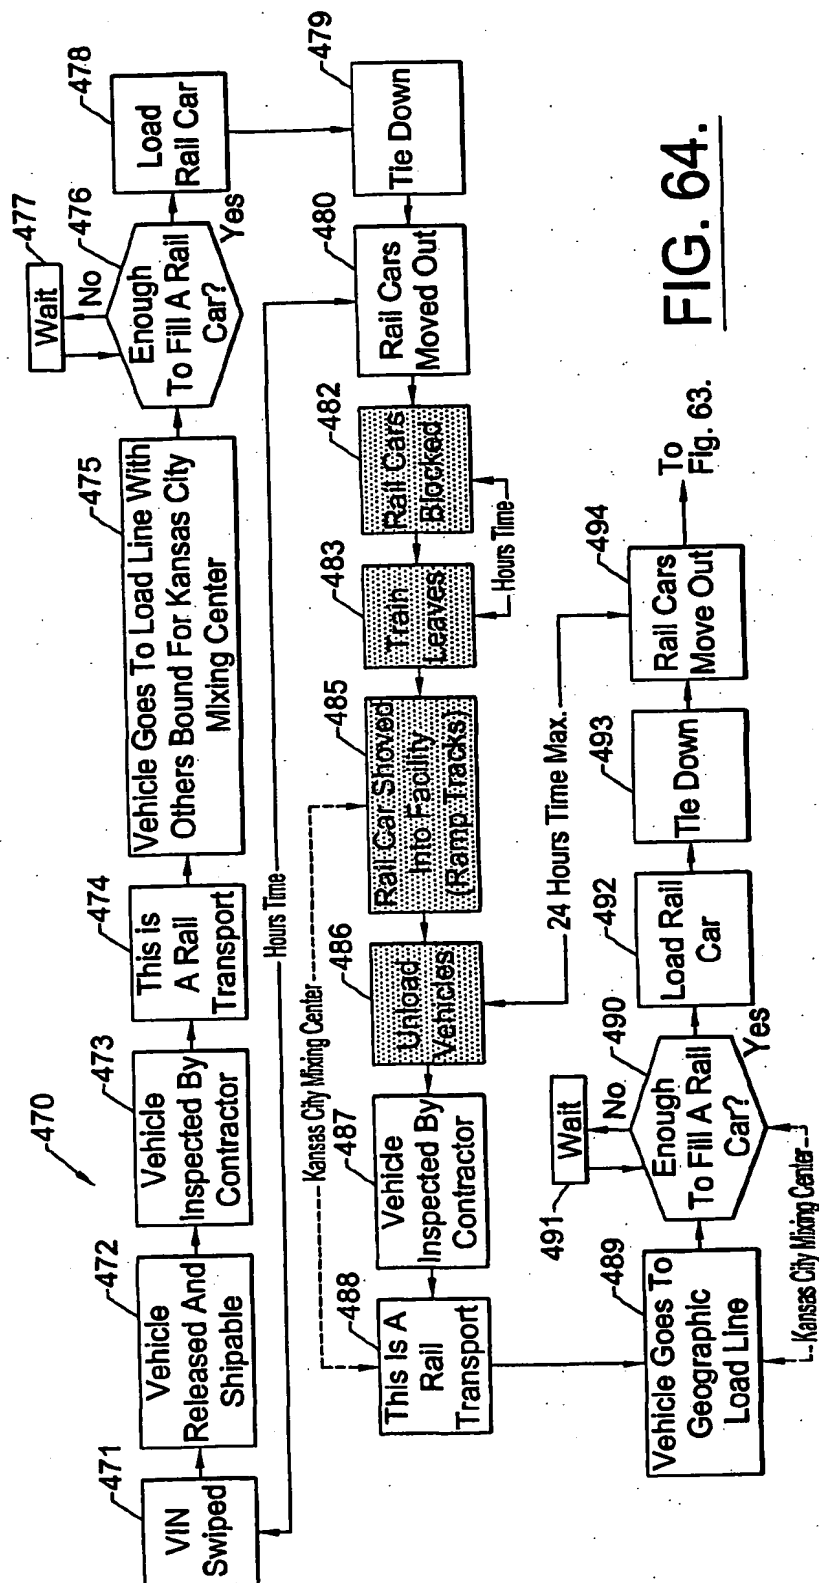 470
471
VIN
Swiped
472
Vehicle
Released And
Shipable
473
Vehicle
Inspected By
Contractor
474
This is
A Rail
Transport
475
Vehicle Goes To Load Line With
Others Bound For Kansas City
Mixing Center
476
Enough
To Fill A Rail
Car?
No
Yes
477
Wait
478
Load
Rail Car
Hours Time
479
Tie Down
480
Rail Cars
Moved Out
482
Rail Cars
Blocked
483
Train
Leaves
Hours Time
485
Rail Car Shoved
Into Facility
(Ramp Tracks)
486
Unload
Vehicles
Kansas City Mixing Center
487
Vehicle
Inspected By
Contractor
488
This Is A
Rail
Transport
24 Hours Time Max.
489
Vehicle Goes To
Geographic
Load Line
490
Enough
To Fill A Rail
Car?
No
Yes
491
Wait
Kansas City Mixing Center
492
Load Rail
Car
493
Tie Down
494
Rail Cars
Move Out
To
Fig. 63.
FIG. 64.